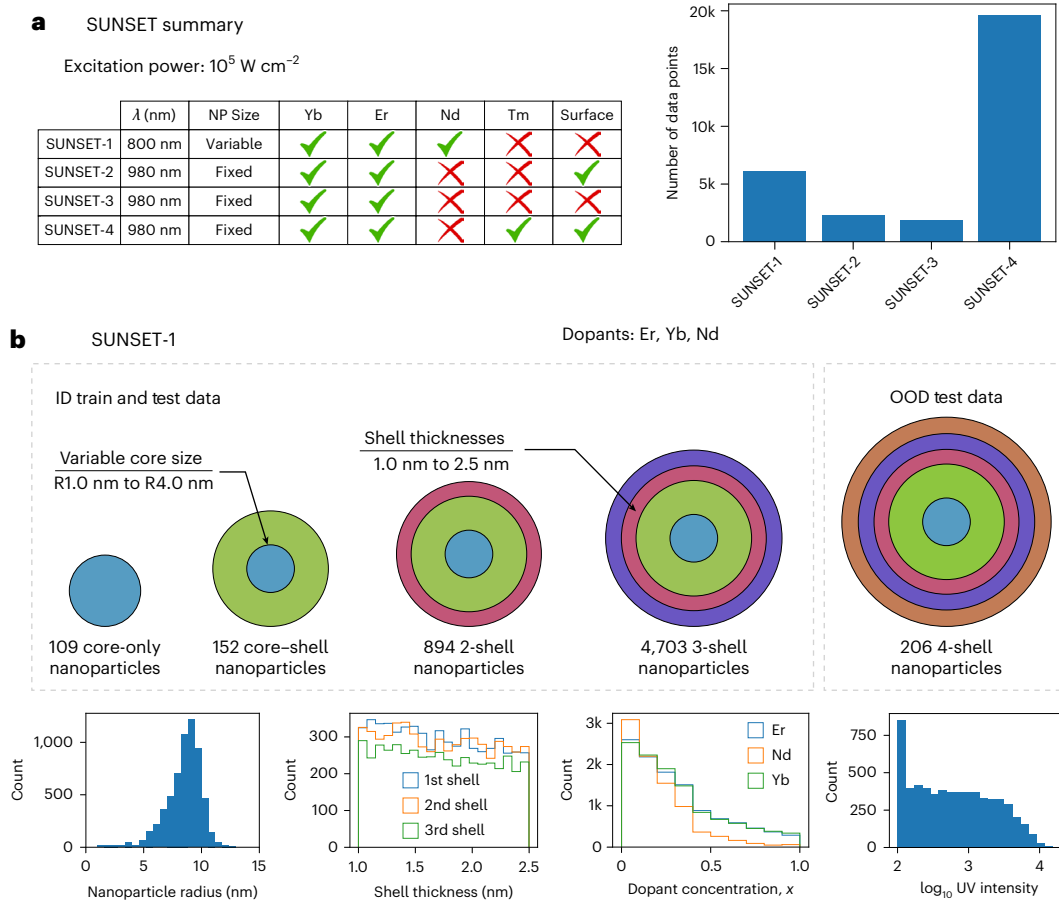 a SUNSET summary
Excitation power: 10⁵ W cm⁻²
λ (nm) NP Size Yb Er Nd Tm Surface
SUNSET-1 800 nm Variable
SUNSET-2 980 nm Fixed
SUNSET-3 980 nm Fixed
SUNSET-4 980 nm Fixed
Number of data points
20k
15k
10k
5k
0
SUNSET-1 SUNSET-2 SUNSET-3 SUNSET-4
b SUNSET-1 Dopants: Er, Yb, Nd
ID train and test data
OOD test data
Variable core size
R1.0 nm to R4.0 nm
Shell thicknesses
1.0 nm to 2.5 nm
109 core-only
nanoparticles
152 core–shell
nanoparticles
894 2-shell
nanoparticles
4,703 3-shell
nanoparticles
206 4-shell
nanoparticles
Count
1,000
500
0
0 5 10 15
Nanoparticle radius (nm)
Count
300
200
100
0
1st shell
2nd shell
3rd shell
1.0 1.5 2.0 2.5
Shell thickness (nm)
Count
3k
2k
1k
0
Er
Nd
Yb
0 0.5 1.0
Dopant concentration, x
Count
750
500
250
0
2 3 4
log₁₀ UV intensity